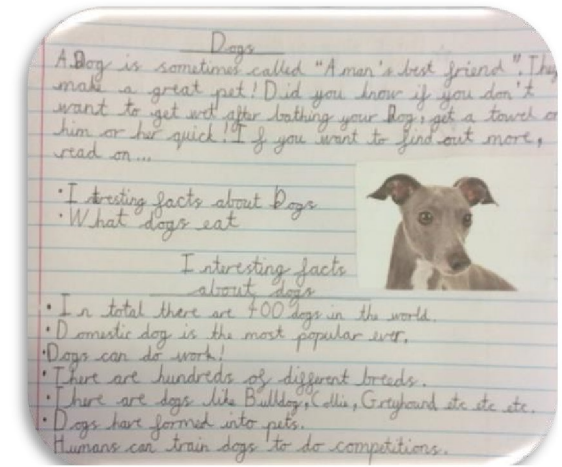 Dogs
A Dog is sometimes called "A man's best friend". They
make a great pet! Did you know if you don't
want to get wet after bathing your Dog, get a towel on
him or her quick! If you want to find out more,
read on...
• Intresting facts about Dogs
• What dogs eat
Interesting facts
about dogs
• In total there are 400 dogs in the world.
• Domestic dog is the most popular ever.
• Dogs can do work!
• There are hundreds of different breeds.
• There are dogs like Bulldog, Collie, Greyhound etc etc etc.
• Dogs have formed into pets.
• Humans can train dogs to do competitions.